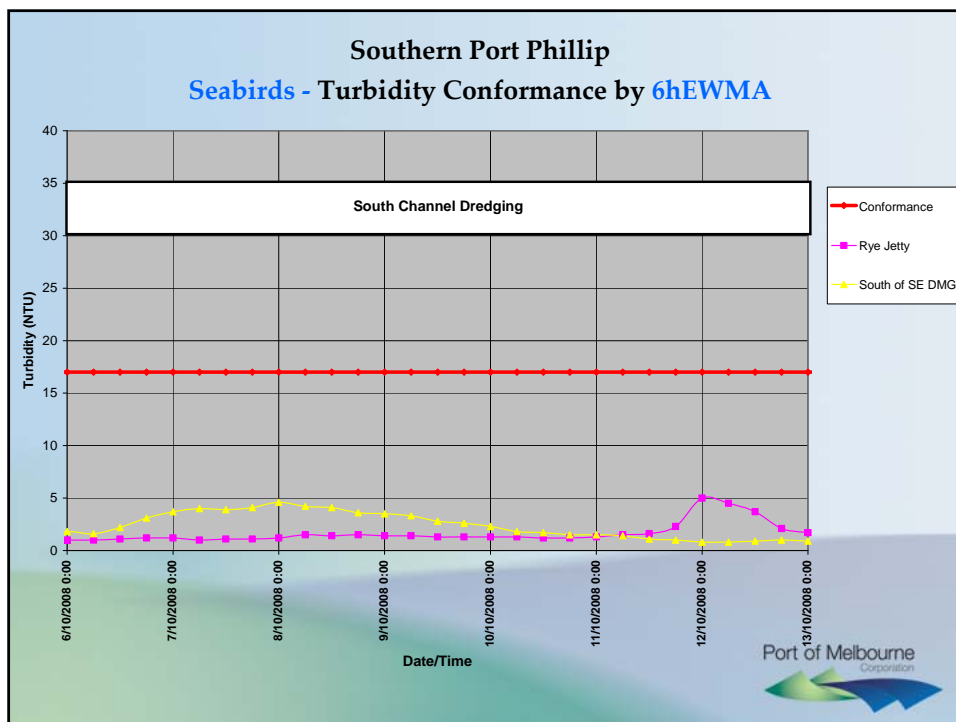 Southern Port Phillip
Seabirds - Turbidity Conformance by 6hEWMA
40
35
30
25
20
15
10
5
0
Turbidity (NTU)
South Channel Dredging
Conformance
Rye Jetty
South of SE DMG
6/10/2008 0:00
7/10/2008 0:00
8/10/2008 0:00
9/10/2008 0:00
10/10/2008 0:00
11/10/2008 0:00
12/10/2008 0:00
13/10/2008 0:00
Date/Time
Port of Melbourne
Corporation